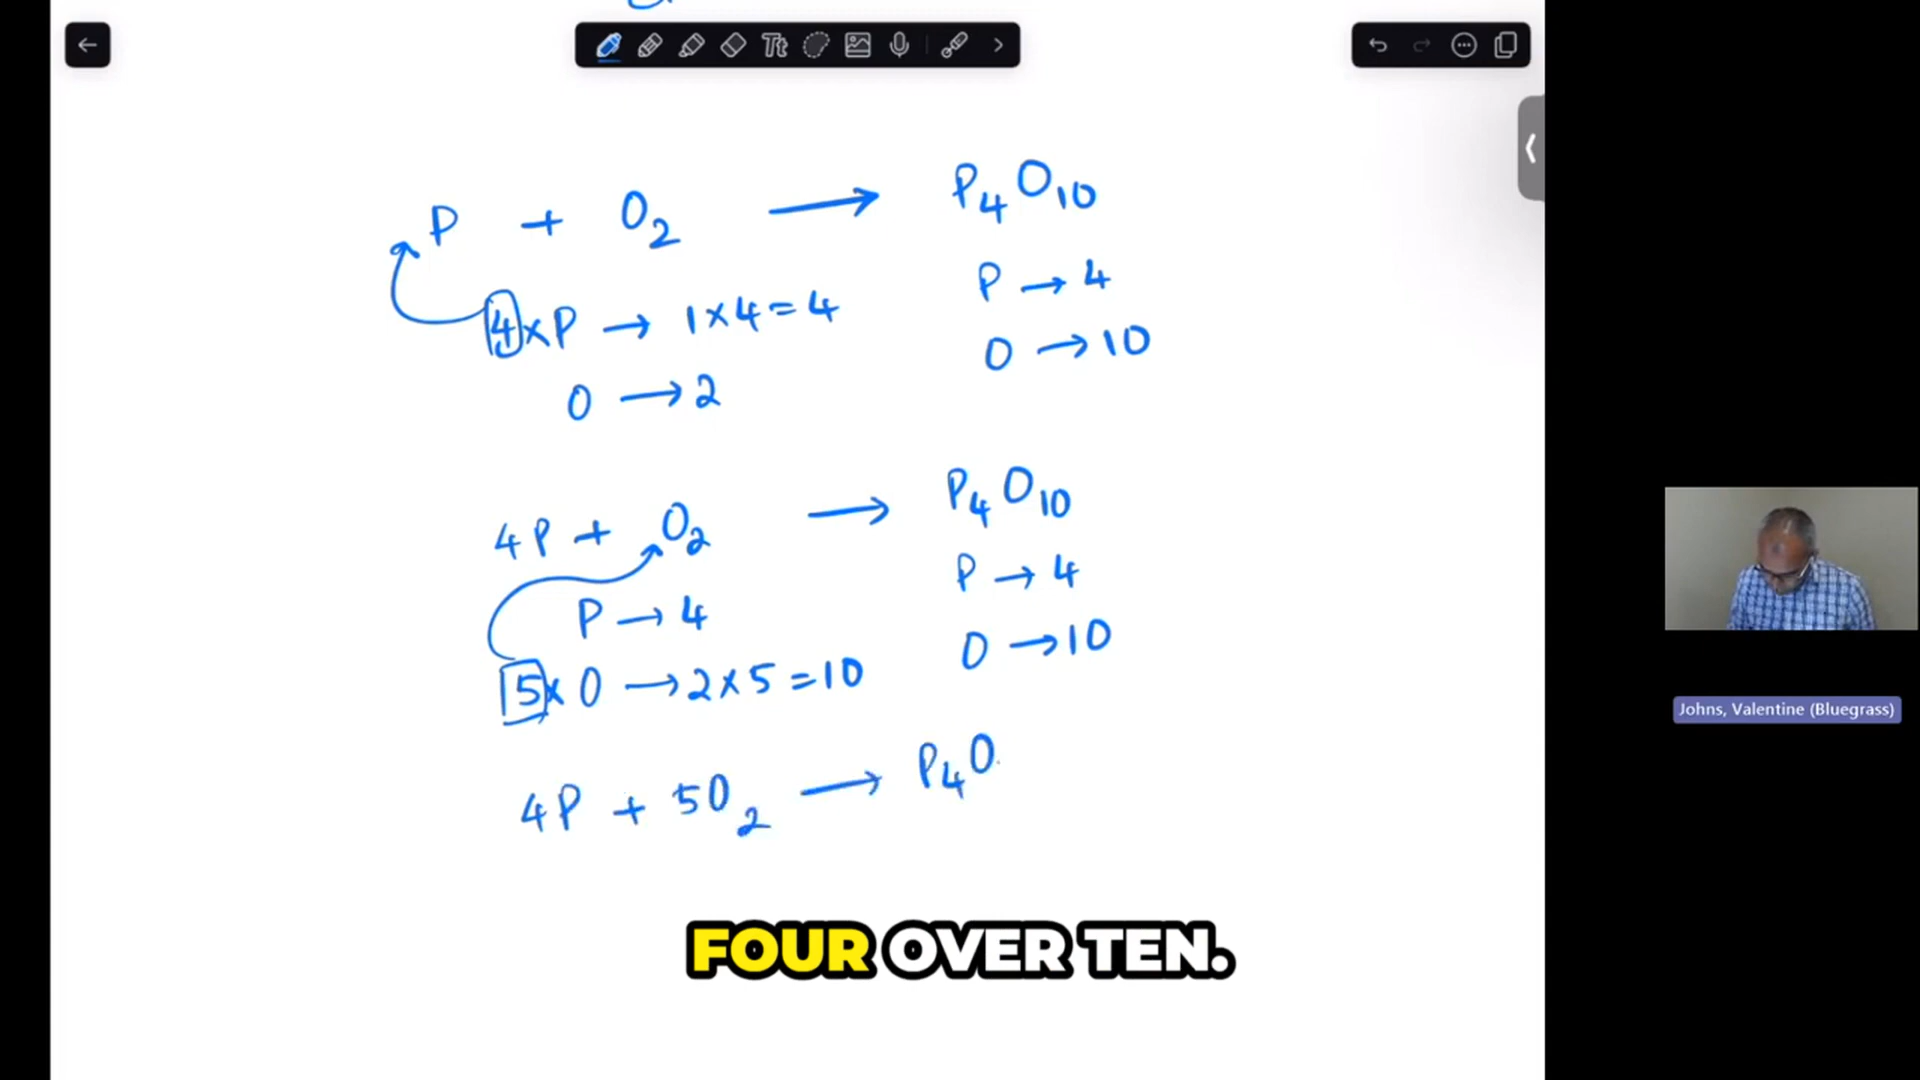 Tt
P + O₂ → P₄O₁₀
4×P → 1×4=4 P → 4
O → 2 O → 10
4P + O₂ → P₄O₁₀
P → 4 P → 4
5×O → 2×5=10 O → 10
4P + 5O₂ → P₄O
Johns, Valentine (Bluegrass)
FOUR OVER TEN.